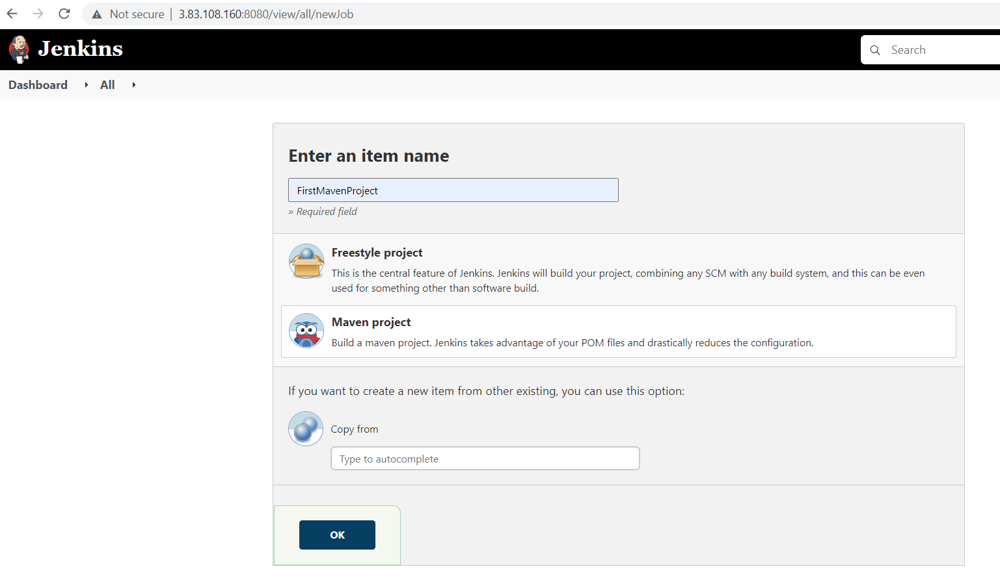 Not secure | 3.83.108.160:8080/view/all/newJob
Jenkins
Search
Dashboard All
Enter an item name
FirstMavenProject
» Required field
Freestyle project
This is the central feature of Jenkins. Jenkins will build your project, combining any SCM with any build system, and this can be even
used for something other than software build.
Maven project
Build a maven project. Jenkins takes advantage of your POM files and drastically reduces the configuration.
If you want to create a new item from other existing, you can use this option:
Copy from
Type to autocomplete
OK